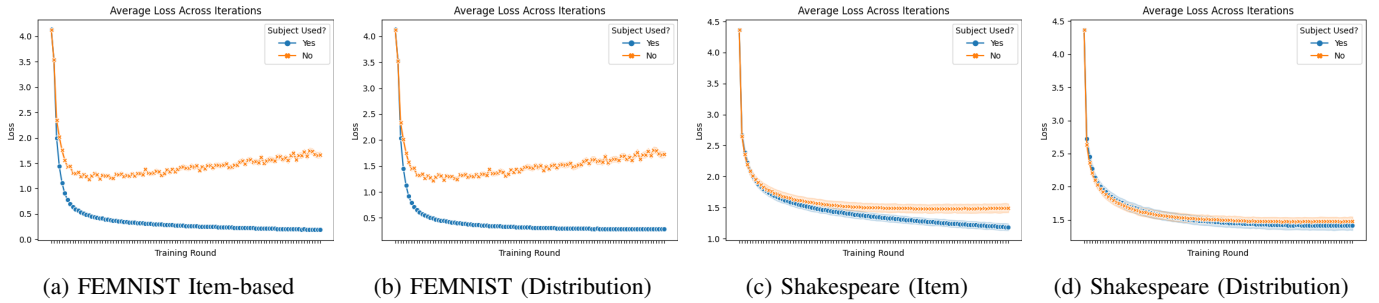 Average Loss Across Iterations
Subject Used?
Yes
No
4.0
3.5
3.0
2.5
2.0
1.5
1.0
0.5
0.0
Loss
Training Round
(a) FEMNIST Item-based
Average Loss Across Iterations
Subject Used?
Yes
No
4.0
3.5
3.0
2.5
2.0
1.5
1.0
0.5
Loss
Training Round
(b) FEMNIST (Distribution)
Average Loss Across Iterations
Subject Used?
Yes
No
4.5
4.0
3.5
3.0
2.5
2.0
1.5
1.0
Loss
Training Round
(c) Shakespeare (Item)
Average Loss Across Iterations
Subject Used?
Yes
No
4.5
4.0
3.5
3.0
2.5
2.0
1.5
Loss
Training Round
(d) Shakespeare (Distribution)